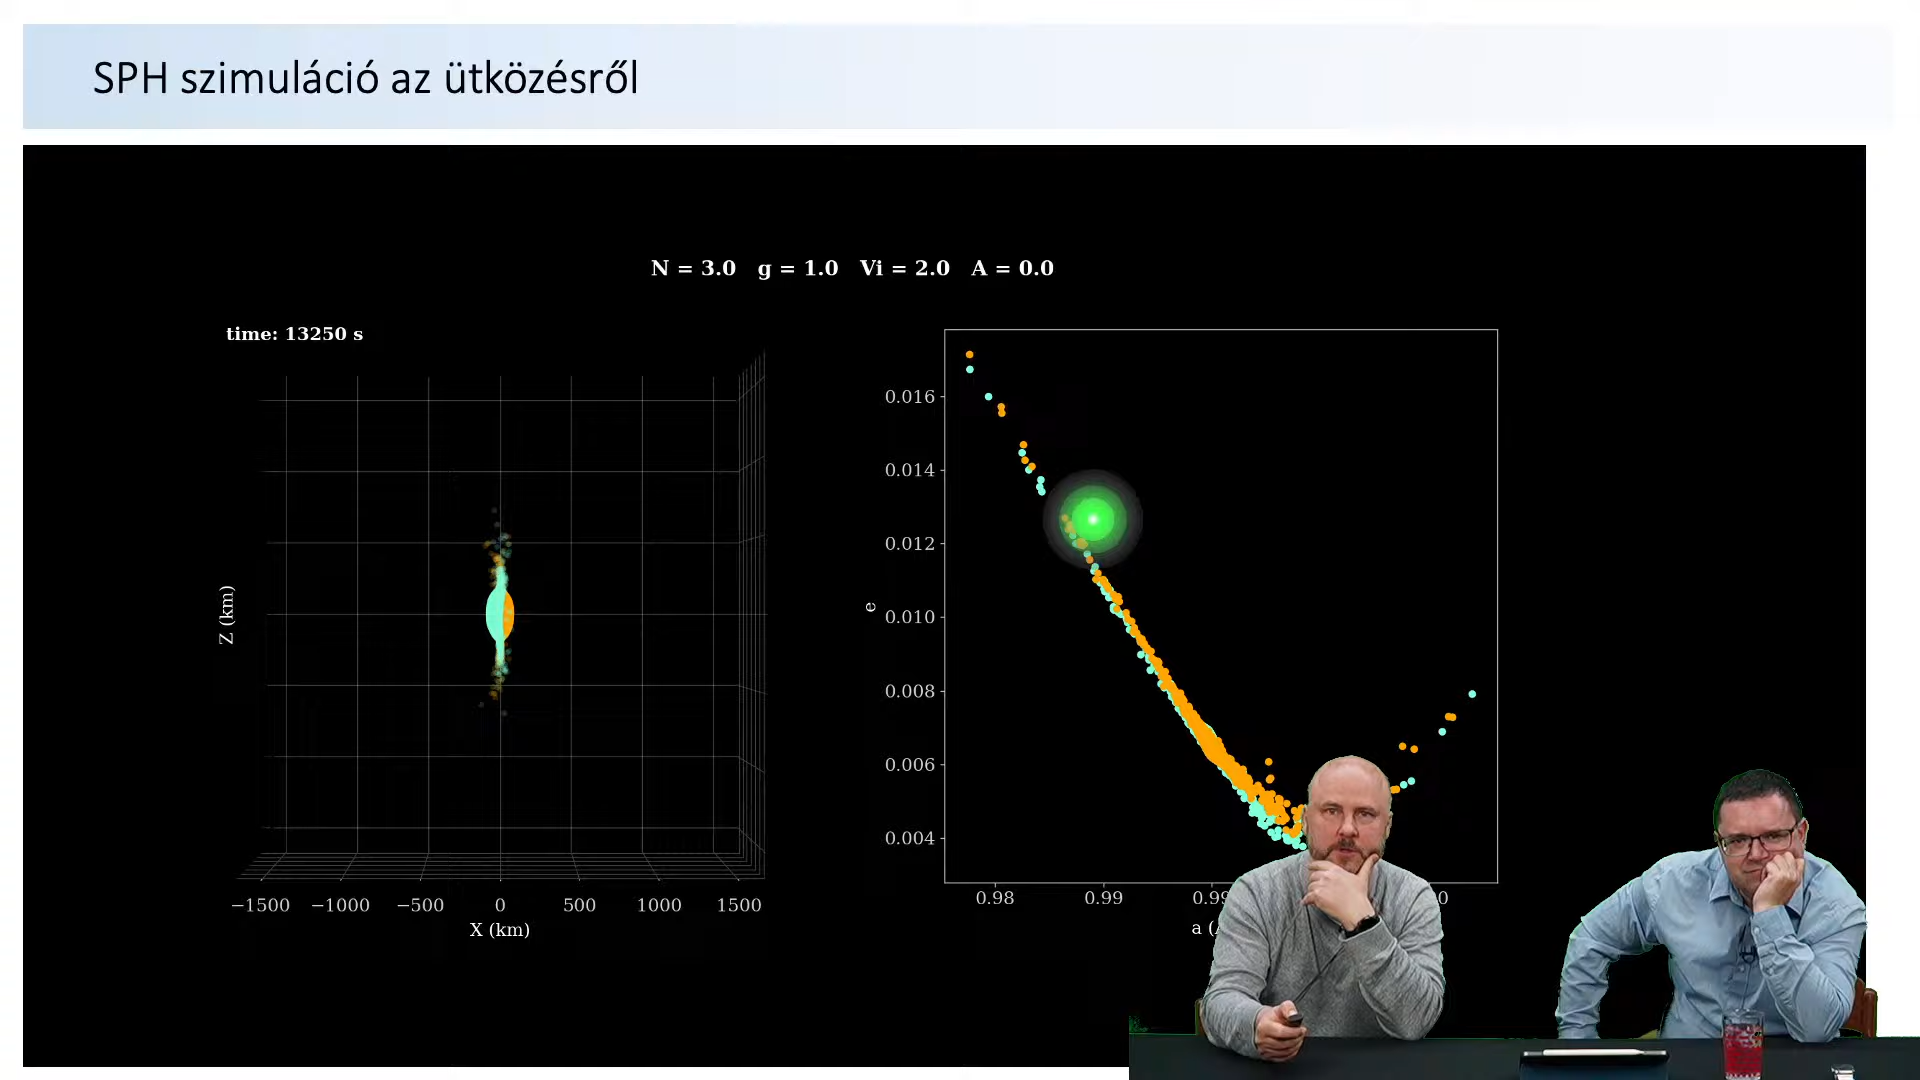 SPH szimuláció az ütközésről
N = 3.0 g = 1.0 Vi = 2.0 A = 0.0
time: 13250 s
Z (km)
−1500 −1000 −500 0 500 1000 1500
X (km)
0.016
0.014
0.012
0.010
0.008
0.006
0.004
e
0.98 0.99
a